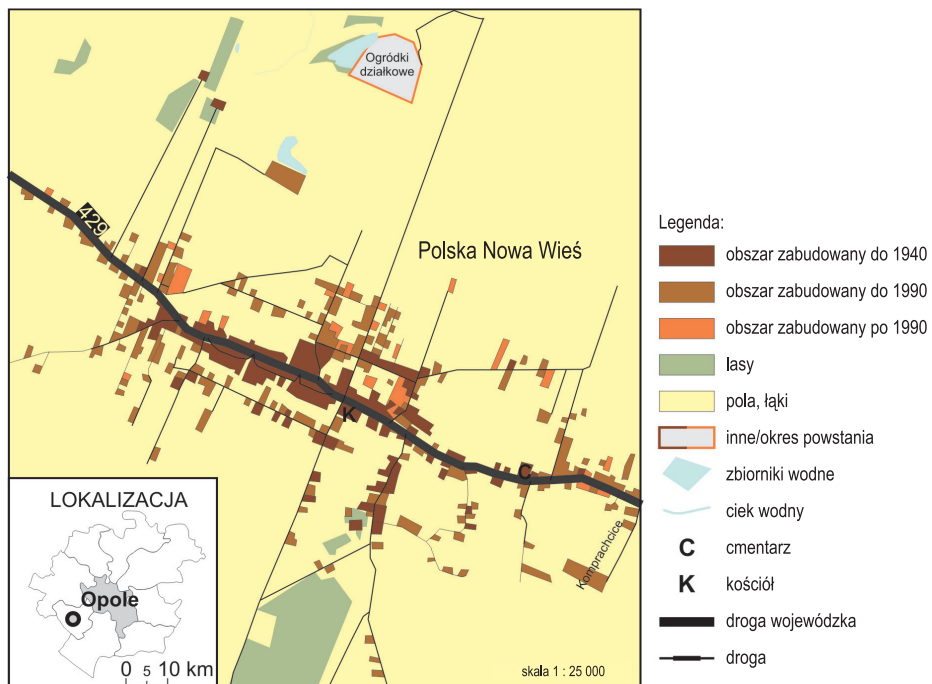 Ogródki
działkowe
429
Polska Nowa Wieś
K
C
Komprachcice
skala 1 : 25 000
LOKALIZACJA
Opole
0 5 10 km
Legenda:
obszar zabudowany do 1940
obszar zabudowany do 1990
obszar zabudowany po 1990
lasy
pola, łąki
inne/okres powstania
zbiorniki wodne
ciek wodny
C cmentarz
K kościół
droga wojewódzka
droga